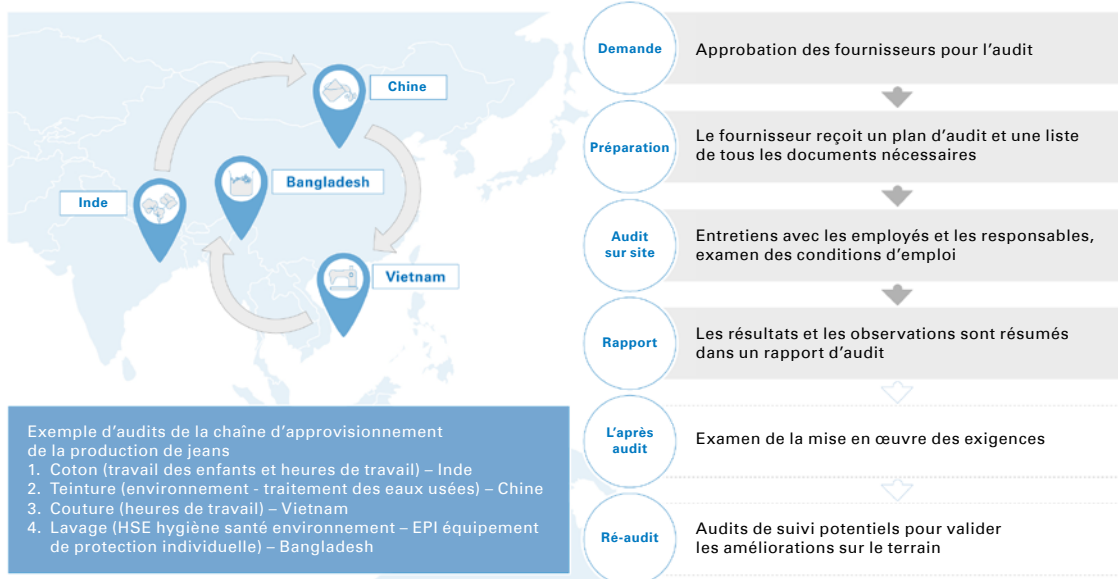 Chine
Bangladesh
Inde
Vietnam
Exemple d'audits de la chaîne d'approvisionnement
de la production de jeans
1. Coton (travail des enfants et heures de travail) – Inde
2. Teinture (environnement - traitement des eaux usées) – Chine
3. Couture (heures de travail) – Vietnam
4. Lavage (HSE hygiène santé environnement – EPI équipement
de protection individuelle) – Bangladesh
Demande
Approbation des fournisseurs pour l'audit
Préparation
Le fournisseur reçoit un plan d'audit et une liste
de tous les documents nécessaires
Audit
sur site
Entretiens avec les employés et les responsables,
examen des conditions d'emploi
Rapport
Les résultats et les observations sont résumés
dans un rapport d'audit
L'après
audit
Examen de la mise en œuvre des exigences
Ré-audit
Audits de suivi potentiels pour valider
les améliorations sur le terrain